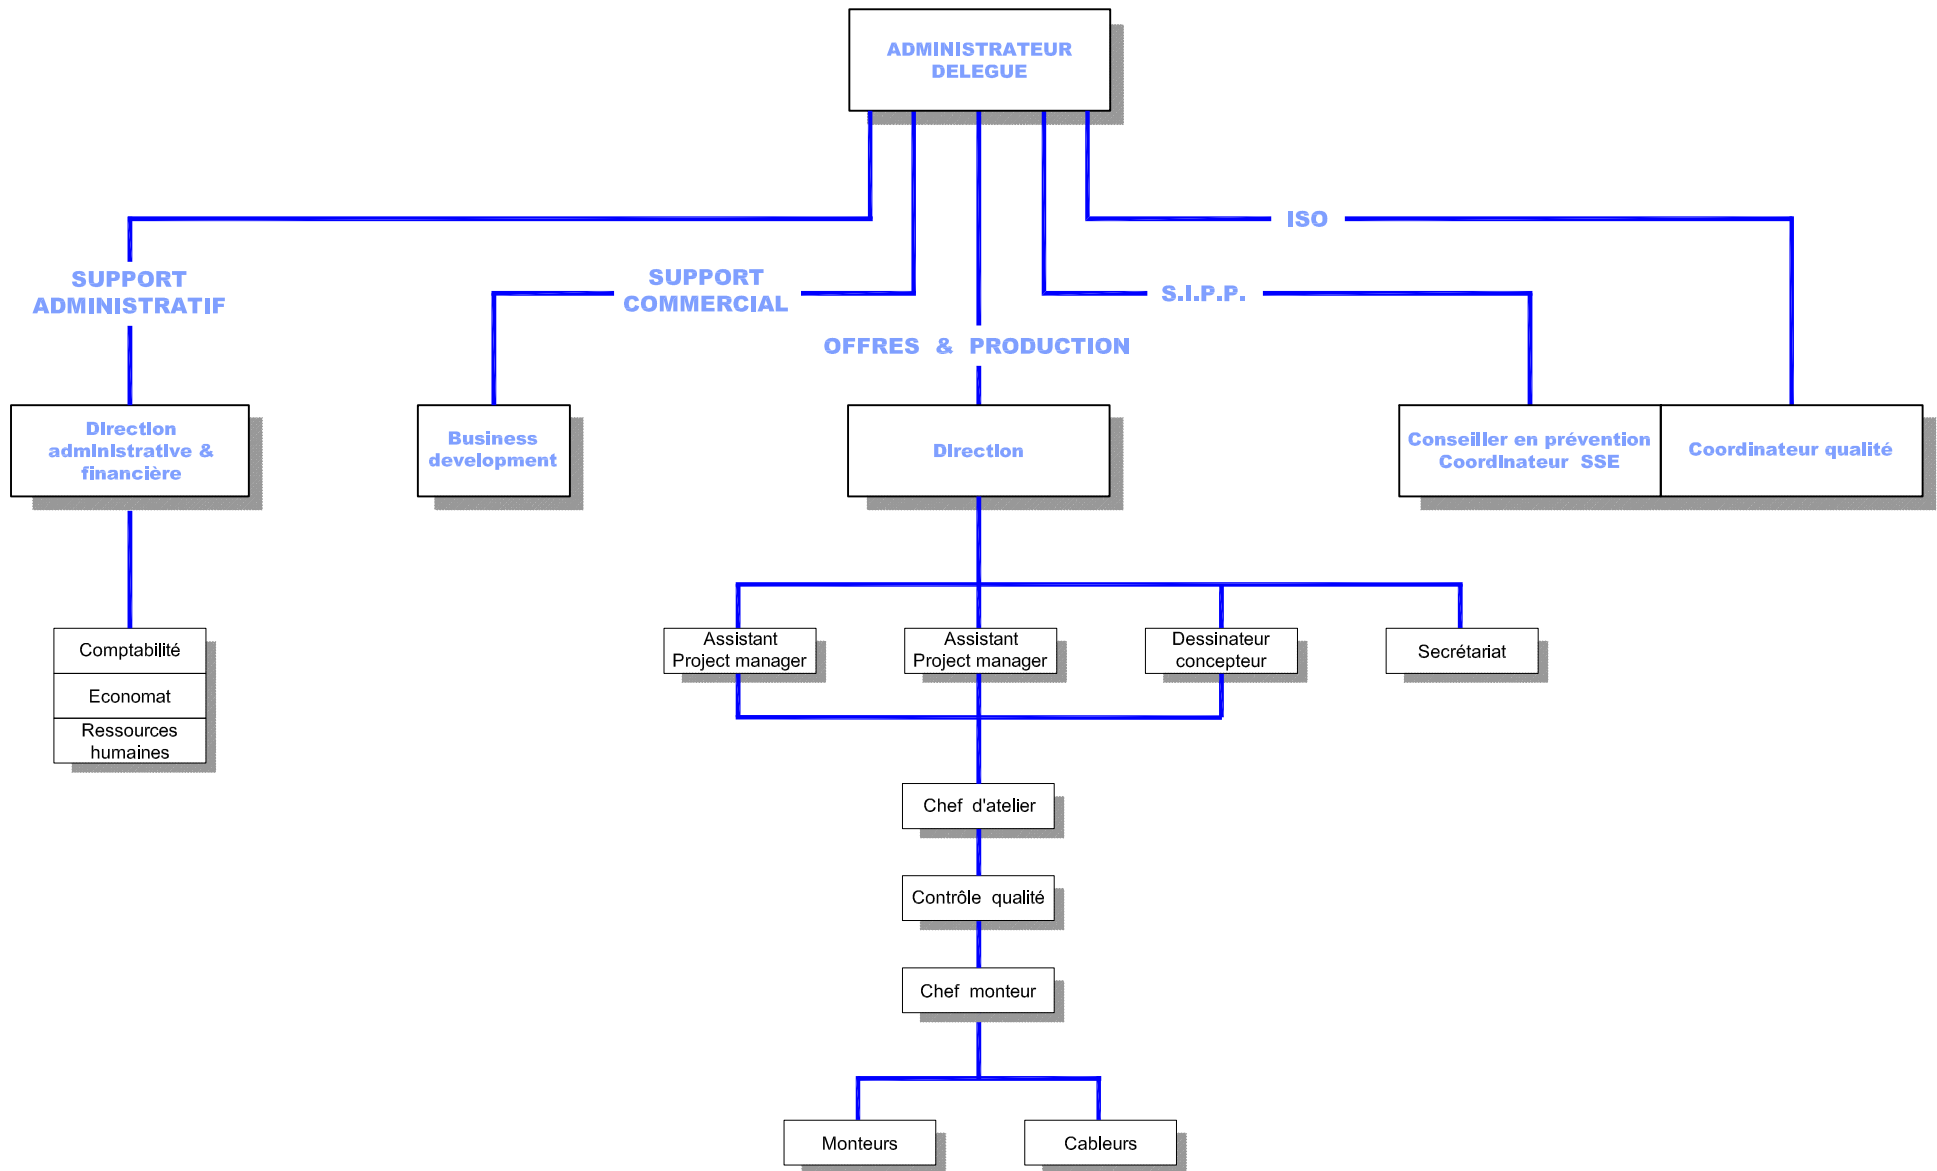 ADMINISTRATEUR
DELEGUE
ISO
SUPPORT
ADMINISTRATIF
SUPPORT
COMMERCIAL
S.I.P.P.
OFFRES & PRODUCTION
Direction
administrative &
financière
Business
development
Direction
Conseiller en prévention
Coordinateur SSE
Coordinateur qualité
Comptabilité
Economat
Ressources
humaines
Assistant
Project manager
Assistant
Project manager
Dessinateur
concepteur
Secrétariat
Chef d'atelier
Contrôle qualité
Chef monteur
Monteurs
Cableurs